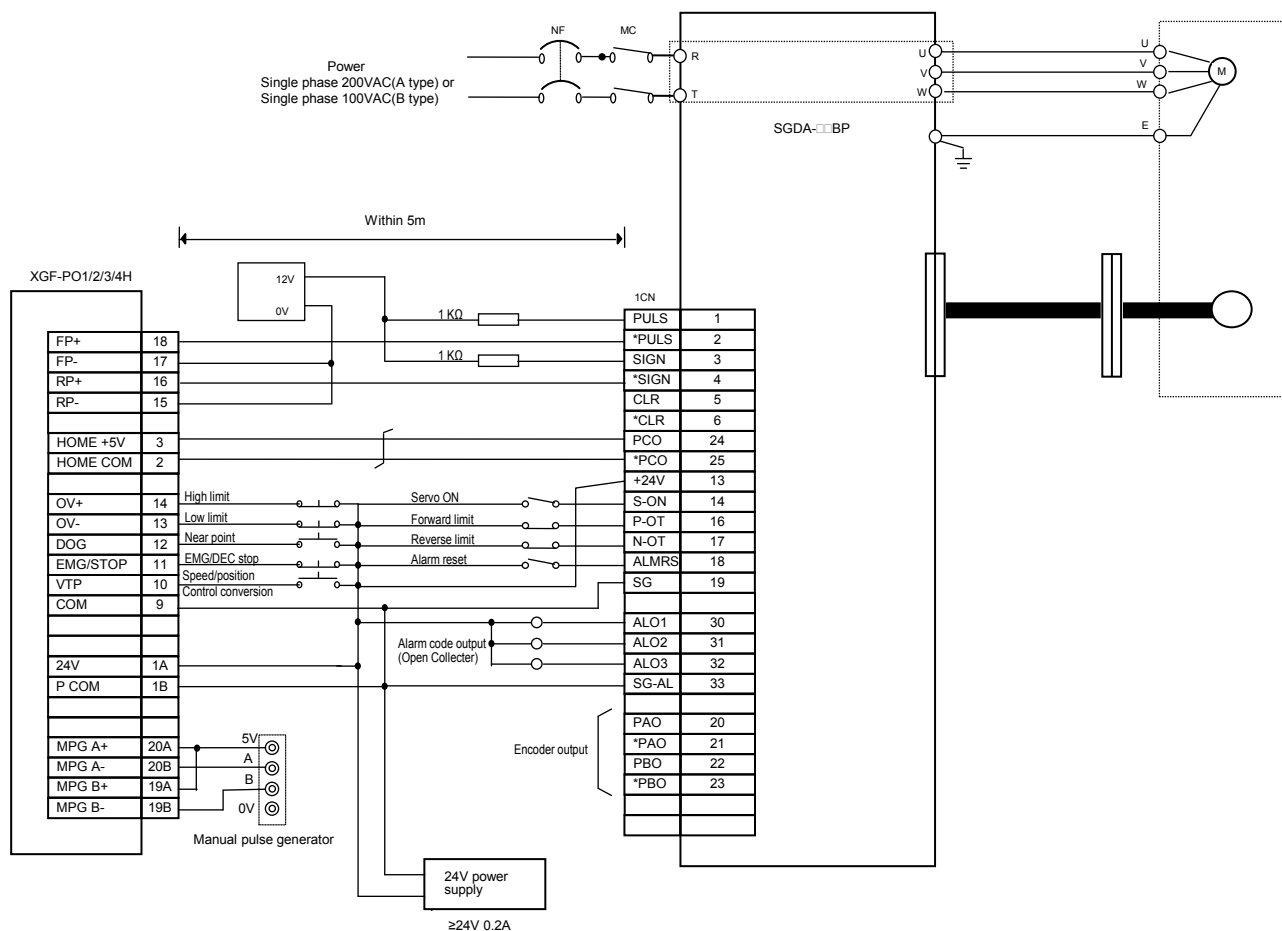 NF
MC
Power
Single phase 200VAC(A type) or
Single phase 100VAC(B type)
R
T
U
V
W
U
V
W
E
M
SGDA-□□BP
Within 5m
XGF-PO1/2/3/4H
12V
0V
1 KΩ
1 KΩ
1CN
PULS 1
*PULS 2
SIGN 3
*SIGN 4
CLR 5
*CLR 6
PCO 24
*PCO 25
+24V 13
S-ON 14
P-OT 16
N-OT 17
ALMRS 18
SG 19
ALO1 30
ALO2 31
ALO3 32
SG-AL 33
PAO 20
*PAO 21
PBO 22
*PBO 23
FP+ 18
FP- 17
RP+ 16
RP- 15
HOME +5V 3
HOME COM 2
OV+ 14
OV- 13
DOG 12
EMG/STOP 11
VTP 10
COM 9
24V 1A
P COM 1B
MPG A+ 20A
MPG A- 20B
MPG B+ 19A
MPG B- 19B
High limit
Low limit
Near point
EMG/DEC stop
Speed/position
Control conversion
Servo ON
Forward limit
Reverse limit
Alarm reset
Alarm code output
(Open Collecter)
Encoder output
5V
A
B
0V
Manual pulse generator
24V power
supply
≥24V 0.2A